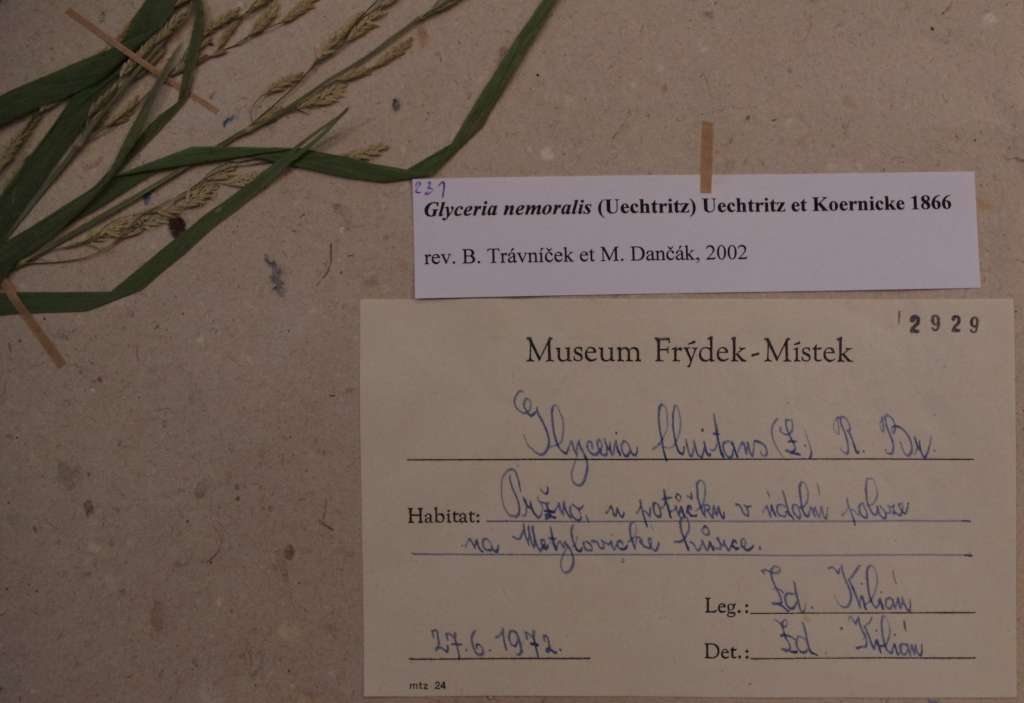 231
Glyceria nemoralis (Uechtritz) Uechtritz et Koernicke 1866
rev. B. Trávníček et M. Dančák, 2002
2929
Museum Frýdek-Místek
Glyceria fluitans (L.) R. Br.
Habitat: Pržno, u potůčku v údolní poloze
na Metylovické hůrce.
Leg.: Zd. Kilián
27.6.1972. Det.: Zd. Kilián
mtz 24